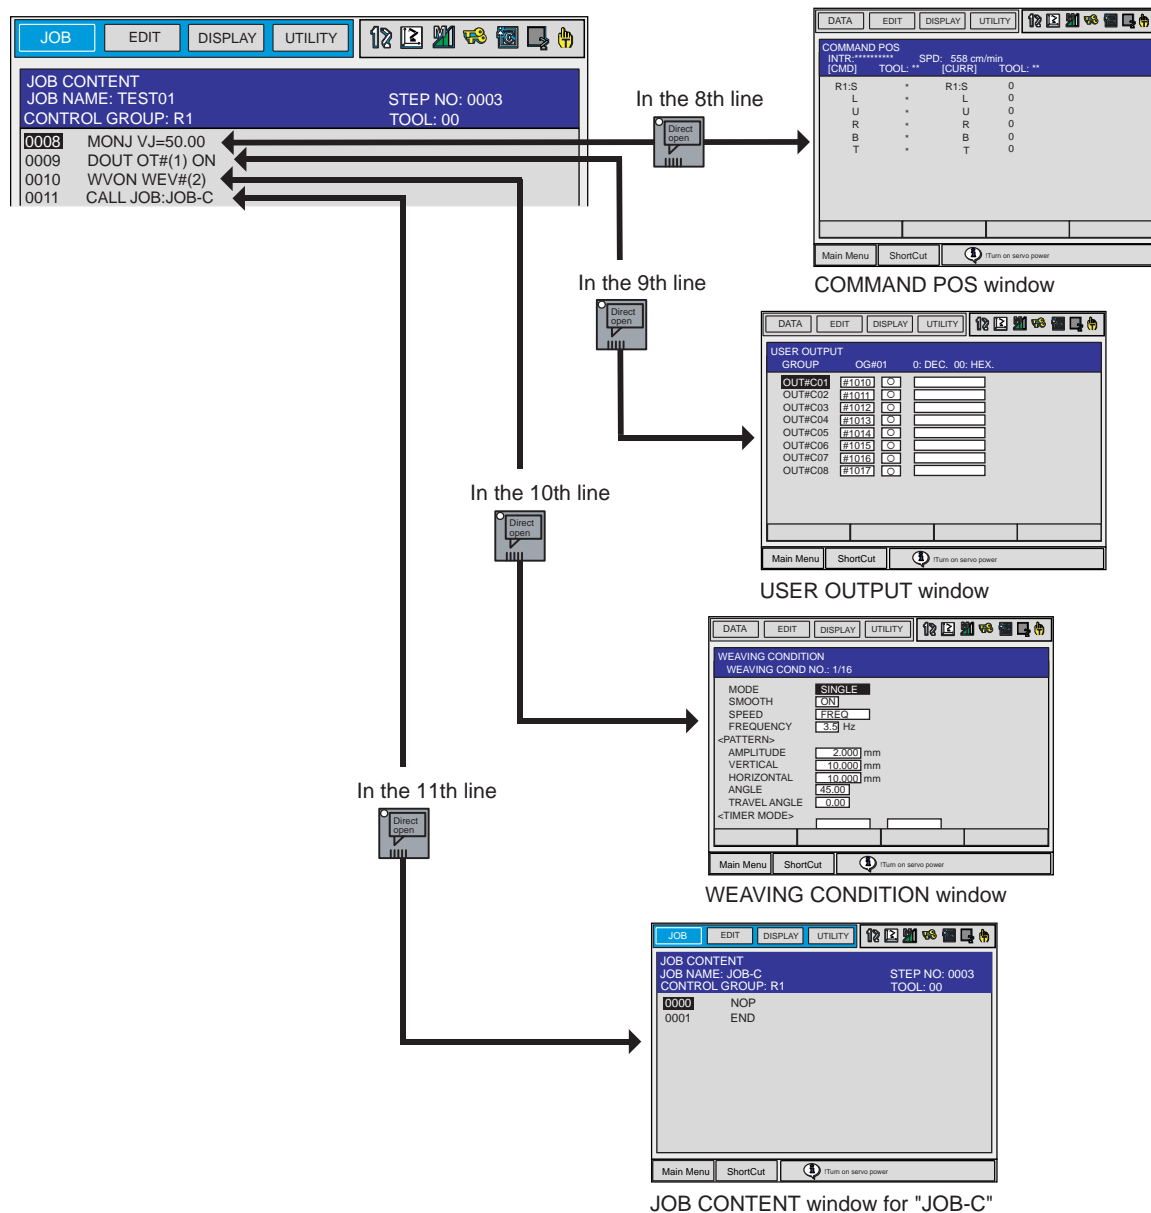 JOB EDIT DISPLAY UTILITY
JOB CONTENT
JOB NAME: TEST01 STEP NO: 0003
CONTROL GROUP: R1 TOOL: 00
0008 MONJ VJ=50.00
0009 DOUT OT#(1) ON
0010 WVON WEV#(2)
0011 CALL JOB:JOB-C
In the 8th line
Direct
open
DATA EDIT DISPLAY UTILITY
COMMAND POS
INTR:********** SPD: 558 cm/min
[CMD] TOOL: ** [CURR] TOOL: **
R1:S * R1:S 0
L * L 0
U * U 0
R * R 0
B * B 0
T * T 0
Main Menu ShortCut !Turn on servo power
COMMAND POS window
In the 9th line
Direct
open
DATA EDIT DISPLAY UTILITY
USER OUTPUT
GROUP OG#01 0: DEC. 00: HEX.
OUT#C01 #1010
OUT#C02 #1011
OUT#C03 #1012
OUT#C04 #1013
OUT#C05 #1014
OUT#C06 #1015
OUT#C07 #1016
OUT#C08 #1017
Main Menu ShortCut !Turn on servo power
USER OUTPUT window
In the 10th line
Direct
open
DATA EDIT DISPLAY UTILITY
WEAVING CONDITION
WEAVING COND NO.: 1/16
MODE SINGLE
SMOOTH ON
SPEED FREQ
FREQUENCY 3.5 Hz
<PATTERN>
AMPLITUDE 2.000 mm
VERTICAL 10.000 mm
HORIZONTAL 10.000 mm
ANGLE 45.00
TRAVEL ANGLE 0.00
<TIMER MODE>
Main Menu ShortCut !Turn on servo power
WEAVING CONDITION window
In the 11th line
Direct
open
JOB EDIT DISPLAY UTILITY
JOB CONTENT
JOB NAME: JOB-C STEP NO: 0003
CONTROL GROUP: R1 TOOL: 00
0000 NOP
0001 END
Main Menu ShortCut !Turn on servo power
JOB CONTENT window for "JOB-C"